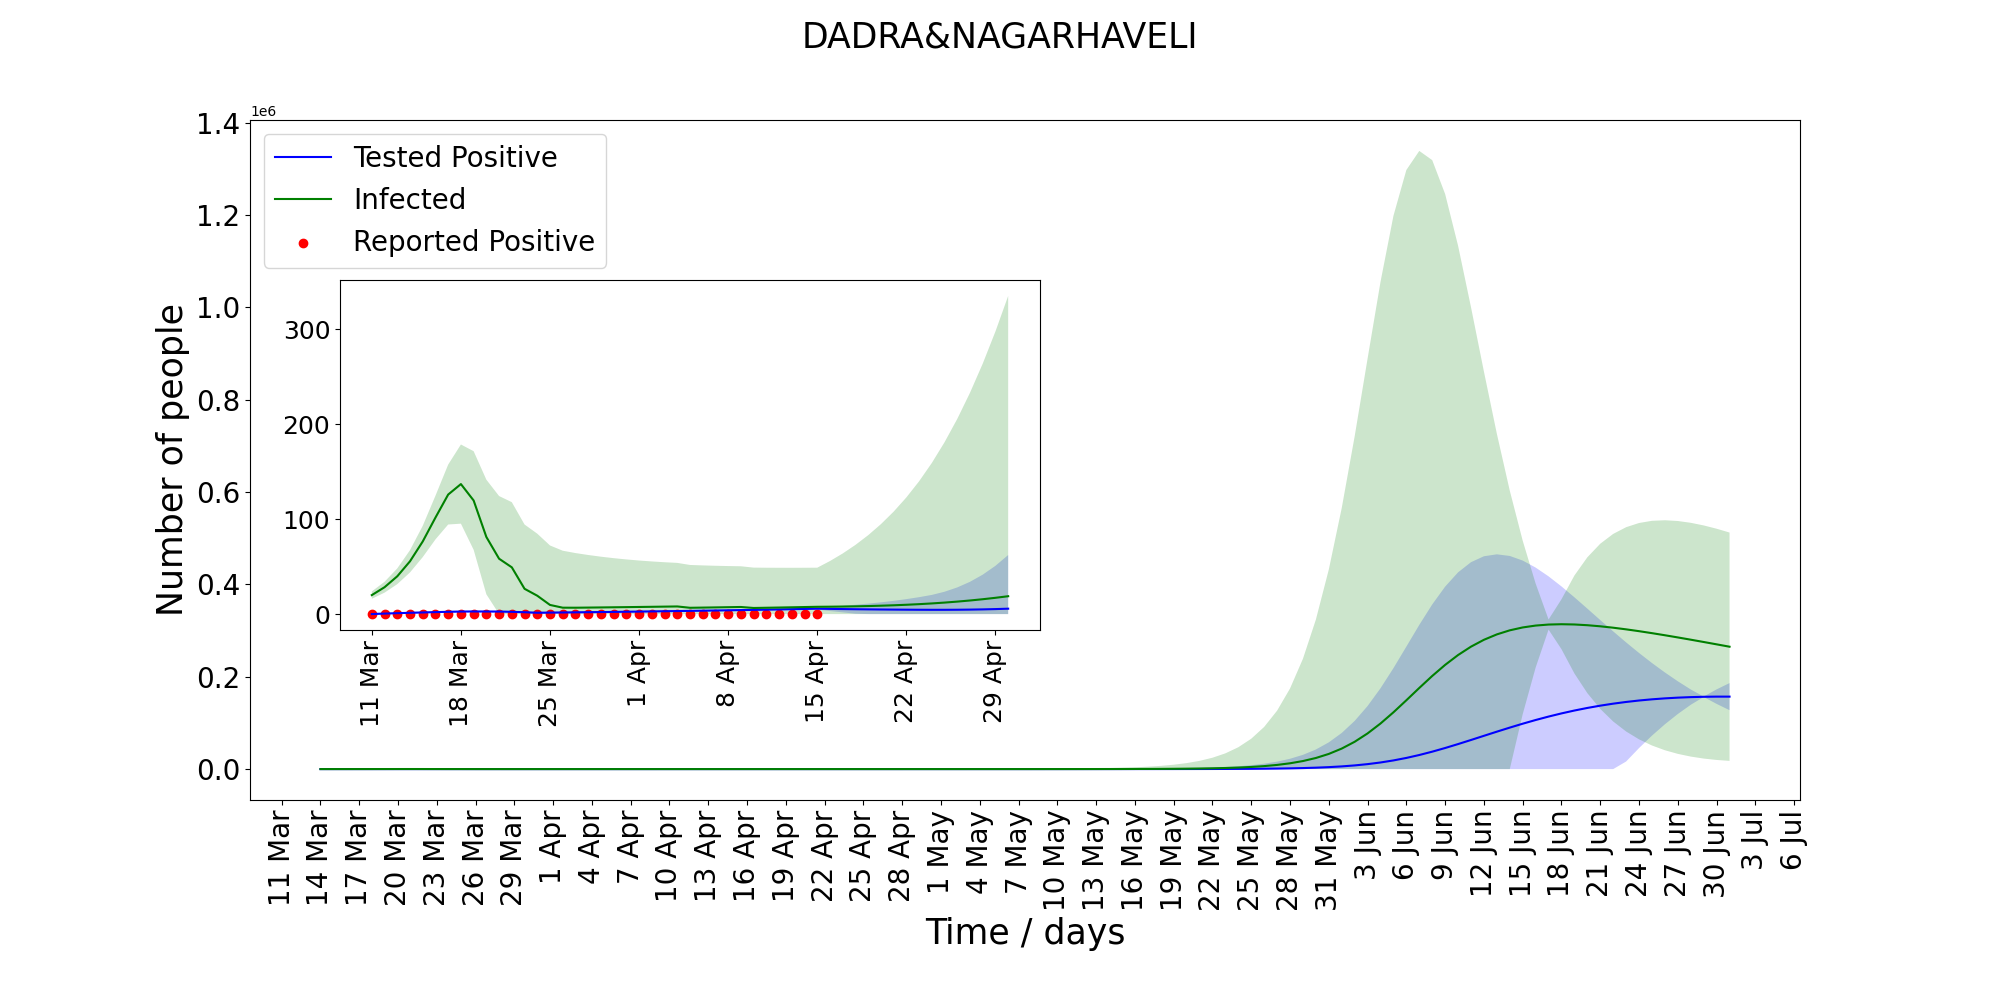 DADRA&NAGARHAVELI
1e6
1.4
1.2
1.0
0.8
0.6
0.4
0.2
0.0
Number of people
Tested Positive
Infected
Reported Positive
300
200
100
0
11 Mar
18 Mar
25 Mar
1 Apr
8 Apr
15 Apr
22 Apr
29 Apr
11 Mar
14 Mar
17 Mar
20 Mar
23 Mar
26 Mar
29 Mar
1 Apr
4 Apr
7 Apr
10 Apr
13 Apr
16 Apr
19 Apr
22 Apr
25 Apr
28 Apr
1 May
4 May
7 May
10 May
13 May
16 May
19 May
22 May
25 May
28 May
31 May
3 Jun
6 Jun
9 Jun
12 Jun
15 Jun
18 Jun
21 Jun
24 Jun
27 Jun
30 Jun
3 Jul
6 Jul
Time / days